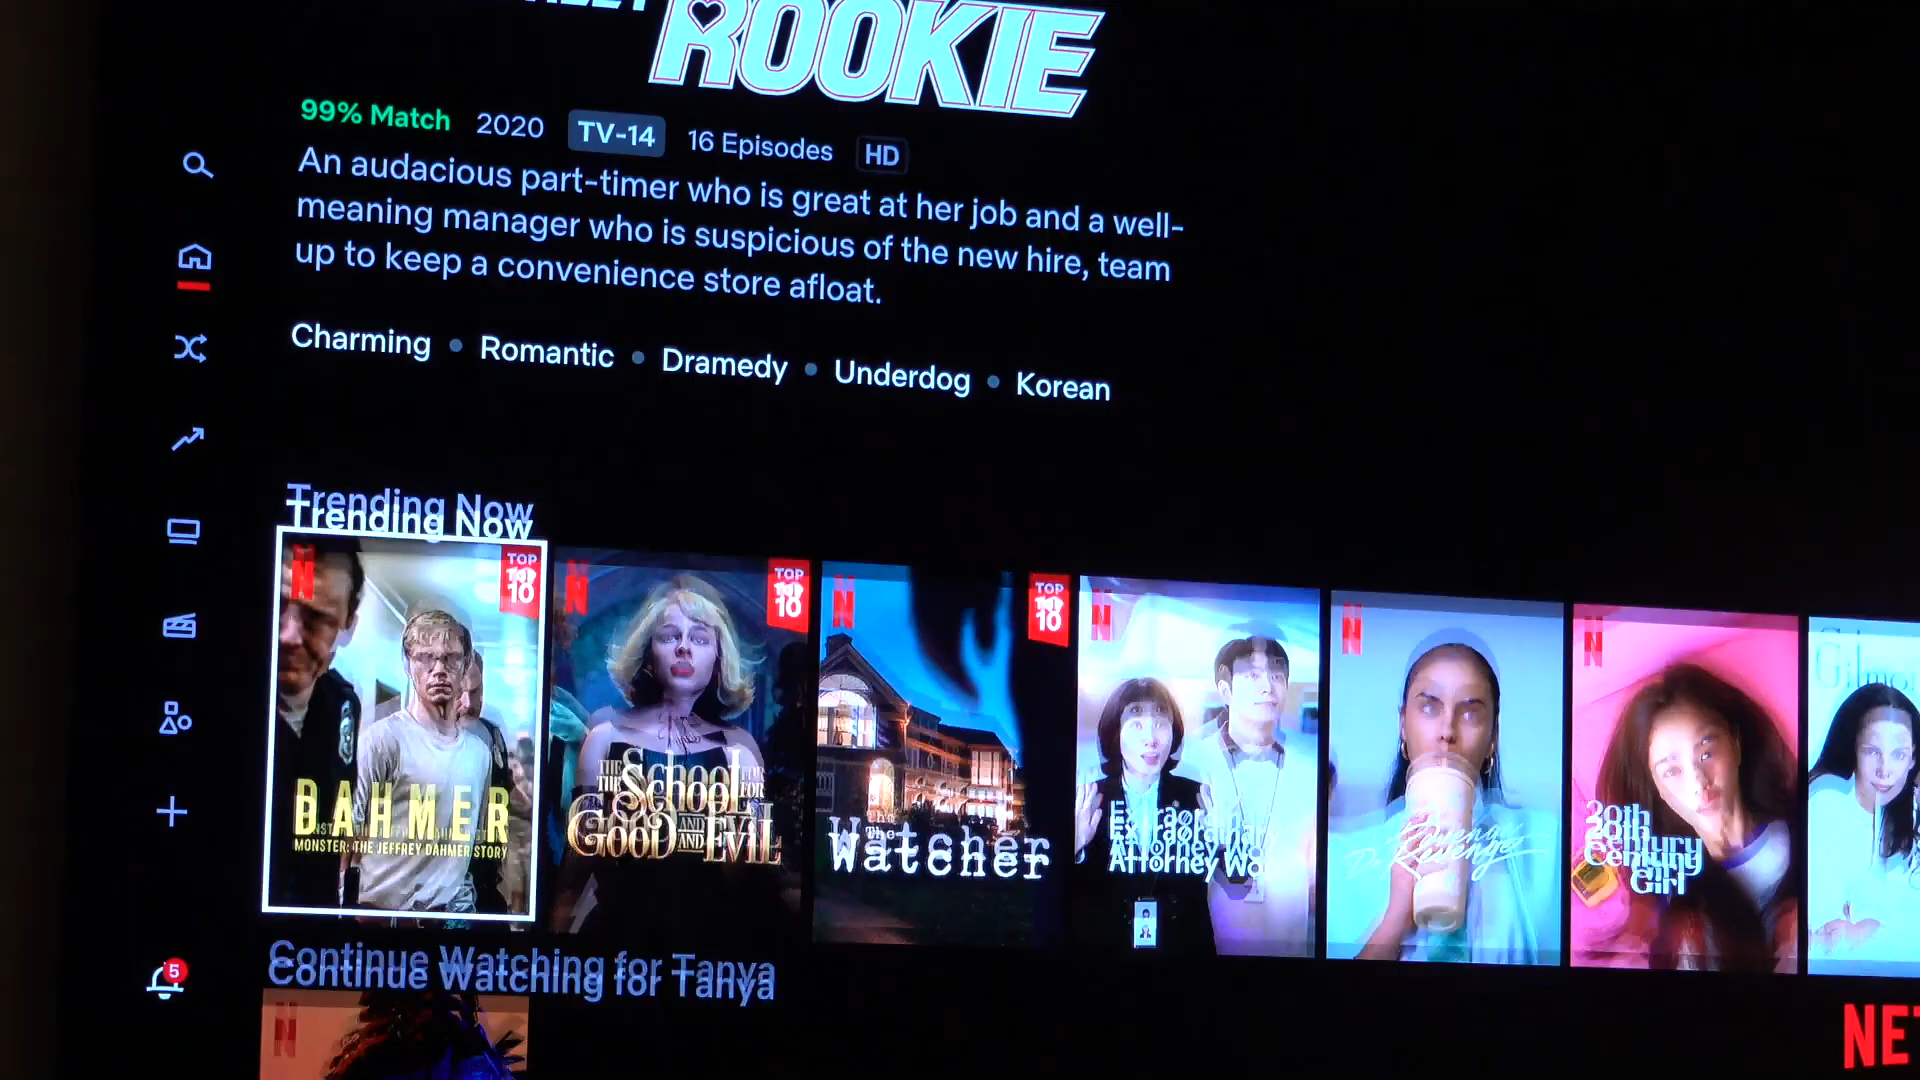 ROOKIE
99% Match 2020 TV-14 16 Episodes HD
An audacious part-timer who is great at her job and a well-
meaning manager who is suspicious of the new hire, team
up to keep a convenience store afloat.
Charming • Romantic • Dramedy • Underdog • Korean
Trending Now
N TOP 10
DAHMER
MONSTER: THE JEFFREY DAHMER STORY
N TOP 10
THE School FOR
GOOD AND EVIL
N TOP 10
The
Watcher
N
Extraordinary
Attorney Woo
N
Do Revenge
N
20th
Century
Girl
Continue Watching for Tanya
N
5